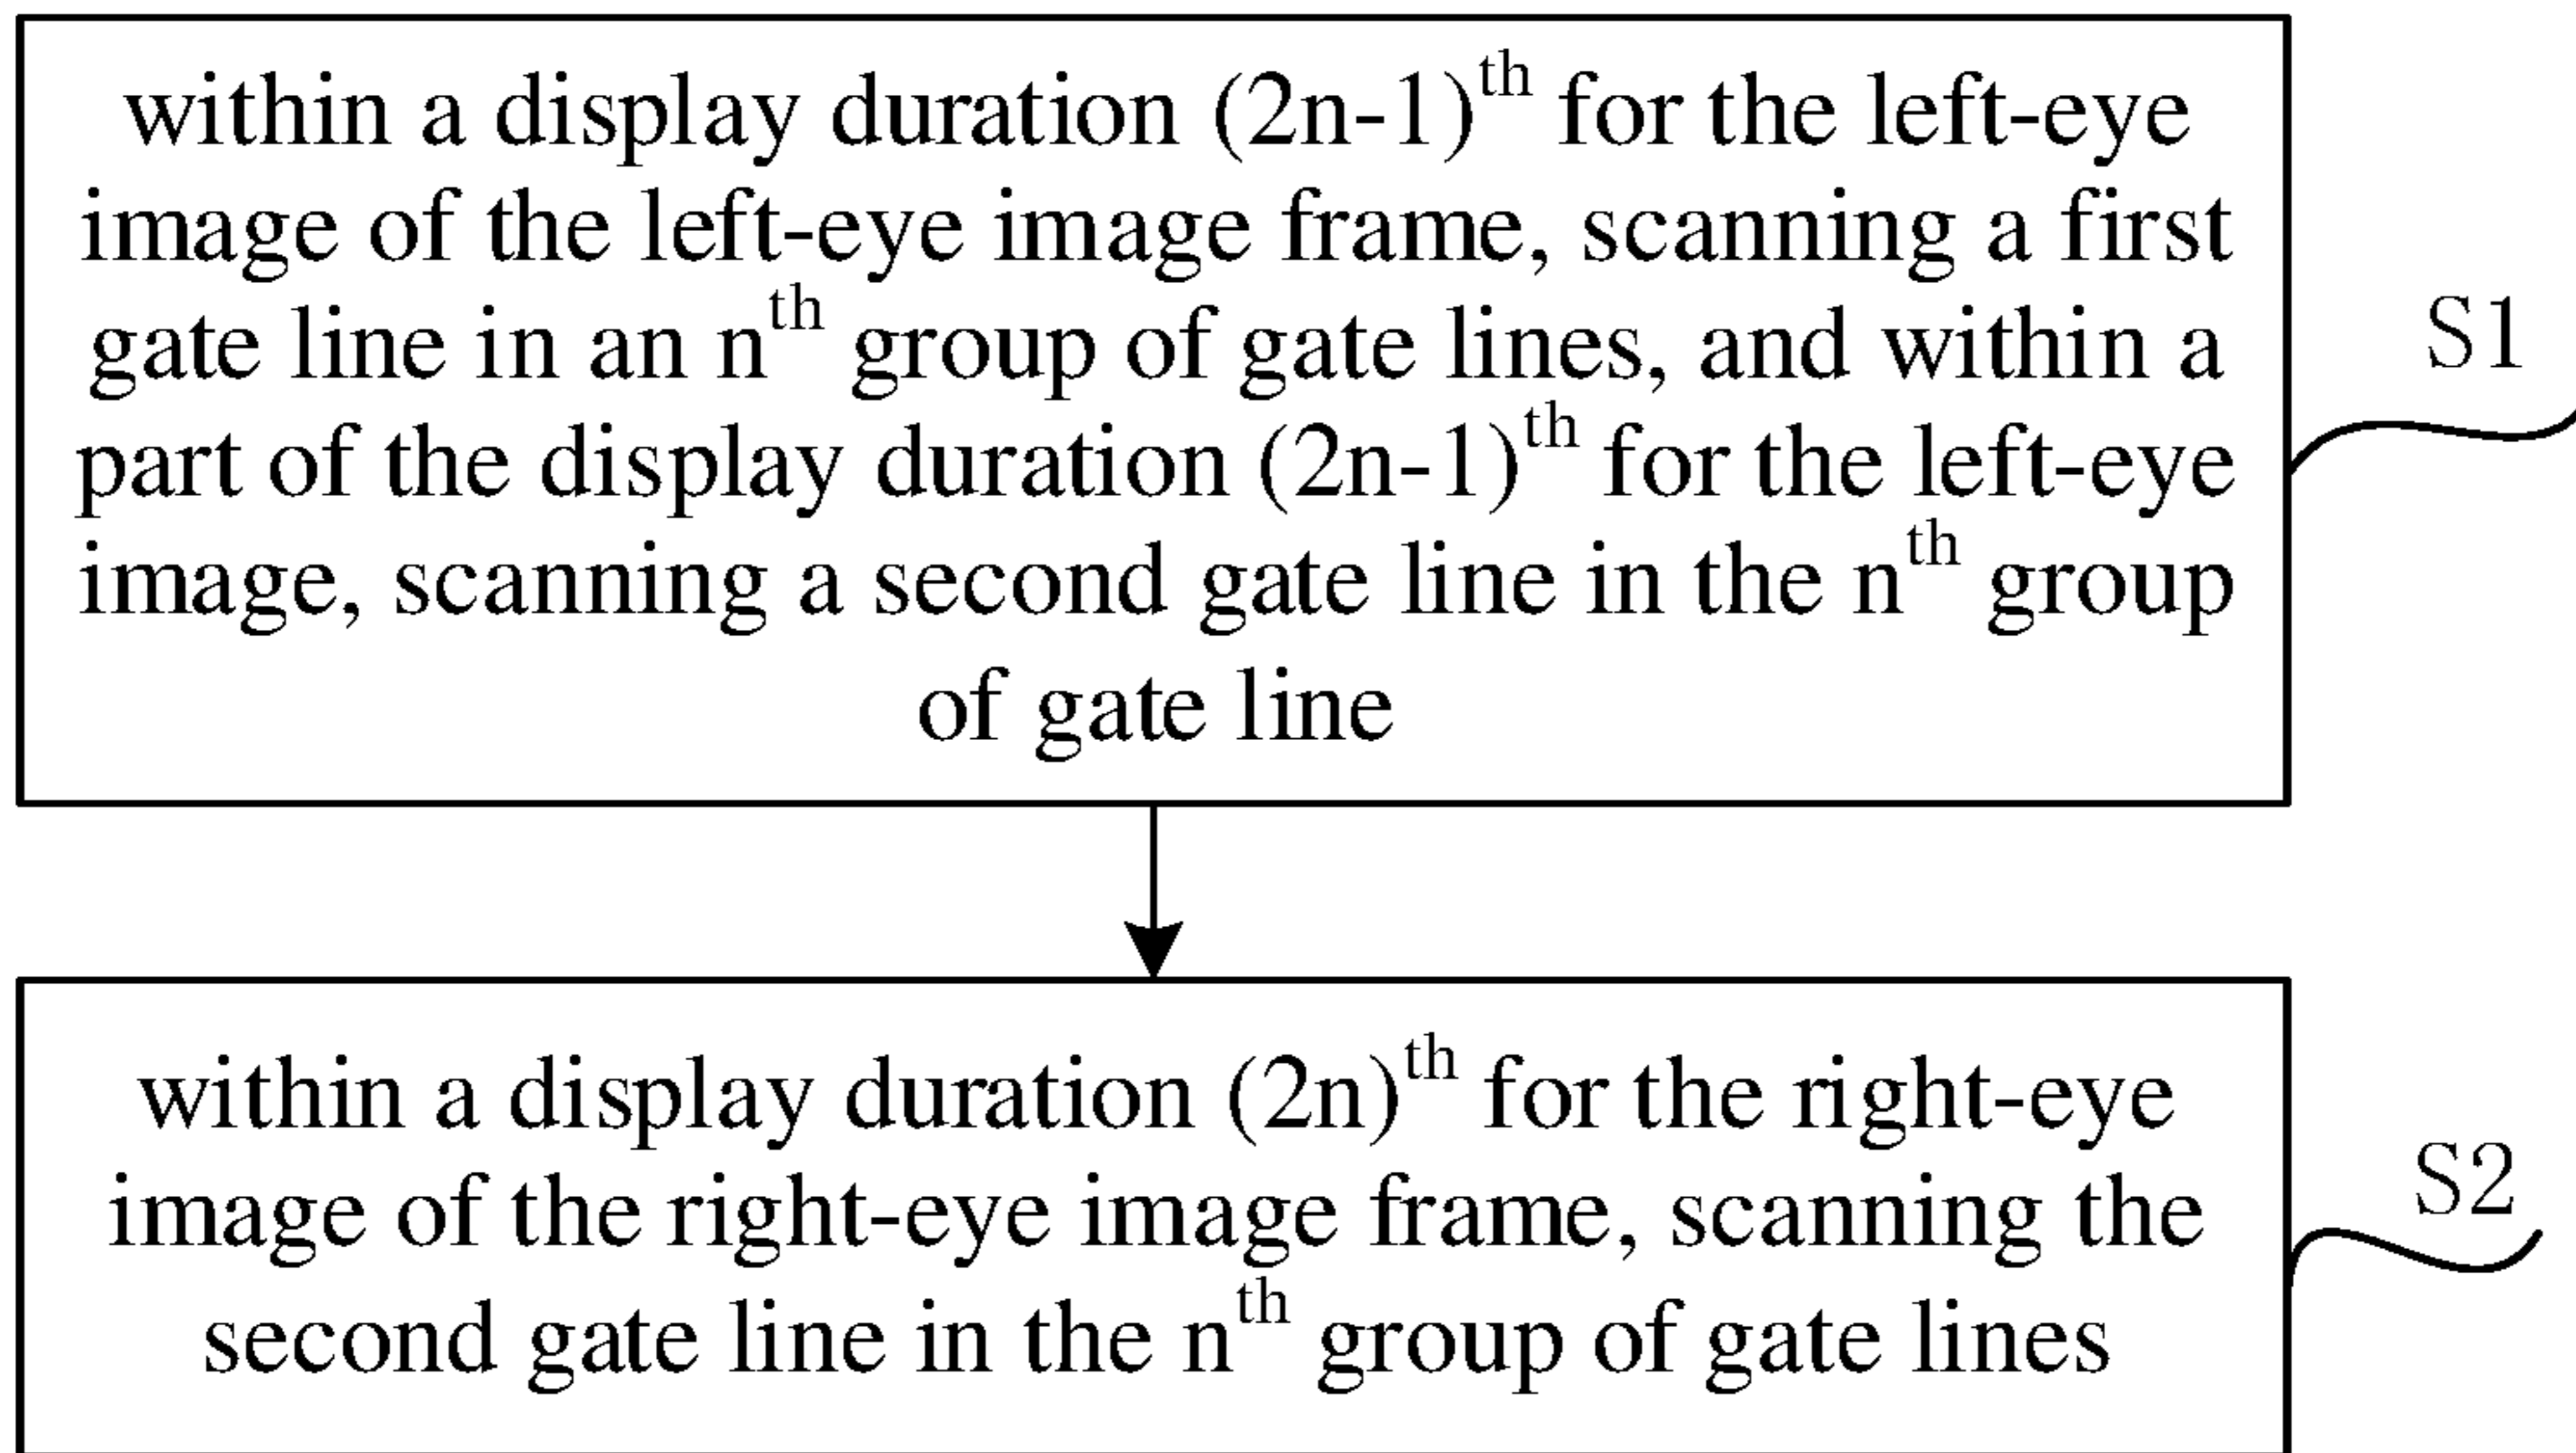 within a display duration (2n-1)th for the left-eye
image of the left-eye image frame, scanning a first
gate line in an nth group of gate lines, and within a
part of the display duration (2n-1)th for the left-eye
image, scanning a second gate line in the nth group
of gate line
S1
within a display duration (2n)th for the right-eye
image of the right-eye image frame, scanning the
second gate line in the nth group of gate lines
S2